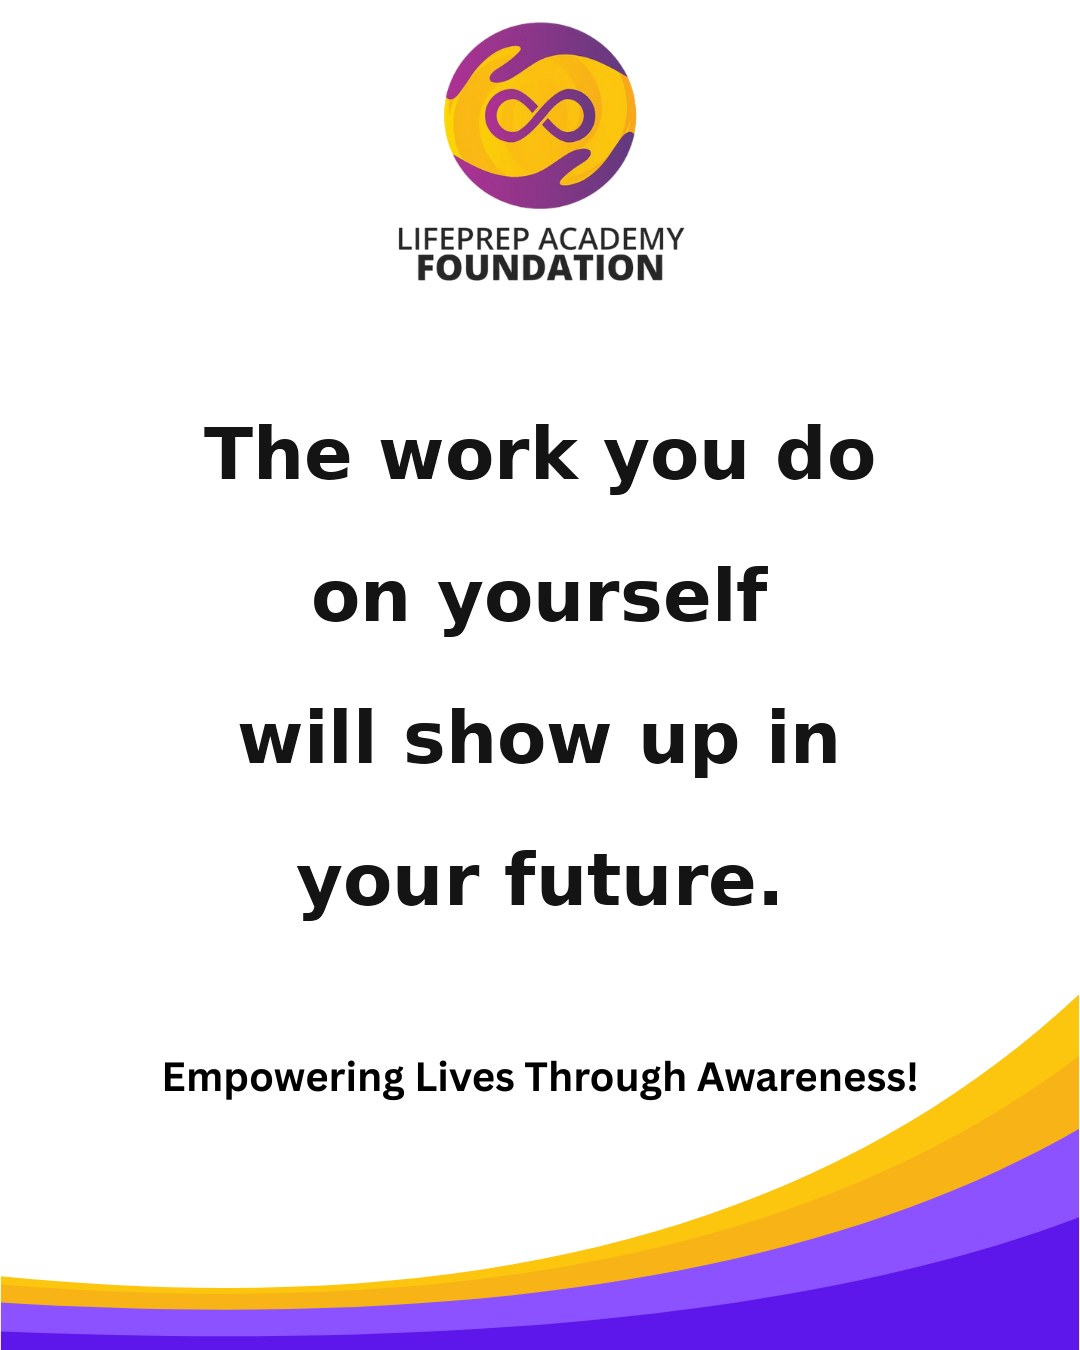 LIFEPREP ACADEMY
FOUNDATION
The work you do
on yourself
will show up in
your future.
Empowering Lives Through Awareness!